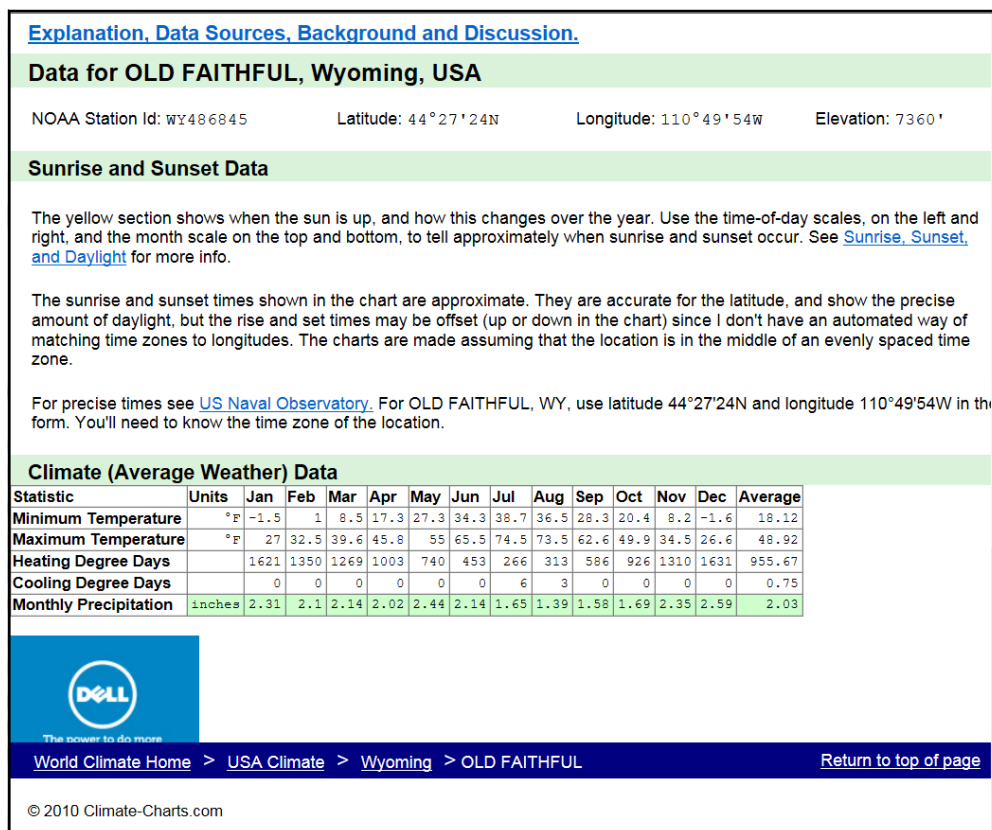 Explanation, Data Sources, Background and Discussion.
Data for OLD FAITHFUL, Wyoming, USA
NOAA Station Id: WY486845 Latitude: 44°27'24N Longitude: 110°49'54W Elevation: 7360'
Sunrise and Sunset Data
The yellow section shows when the sun is up, and how this changes over the year. Use the time-of-day scales, on the left and
right, and the month scale on the top and bottom, to tell approximately when sunrise and sunset occur. See Sunrise, Sunset,
and Daylight for more info.
The sunrise and sunset times shown in the chart are approximate. They are accurate for the latitude, and show the precise
amount of daylight, but the rise and set times may be offset (up or down in the chart) since I don't have an automated way of
matching time zones to longitudes. The charts are made assuming that the location is in the middle of an evenly spaced time
zone.
For precise times see US Naval Observatory. For OLD FAITHFUL, WY, use latitude 44°27'24N and longitude 110°49'54W in the
form. You'll need to know the time zone of the location.
Climate (Average Weather) Data
Statistic Units Jan Feb Mar Apr May Jun Jul Aug Sep Oct Nov Dec Average
Minimum Temperature °F -1.5 1 8.5 17.3 27.3 34.3 38.7 36.5 28.3 20.4 8.2 -1.6 18.12
Maximum Temperature °F 27 32.5 39.6 45.8 55 65.5 74.5 73.5 62.6 49.9 34.5 26.6 48.92
Heating Degree Days 1621 1350 1269 1003 740 453 266 313 586 926 1310 1631 955.67
Cooling Degree Days 0 0 0 0 0 0 6 3 0 0 0 0 0.75
Monthly Precipitation inches 2.31 2.1 2.14 2.02 2.44 2.14 1.65 1.39 1.58 1.69 2.35 2.59 2.03
DELL
The power to do more
World Climate Home > USA Climate > Wyoming > OLD FAITHFUL Return to top of page
© 2010 Climate-Charts.com